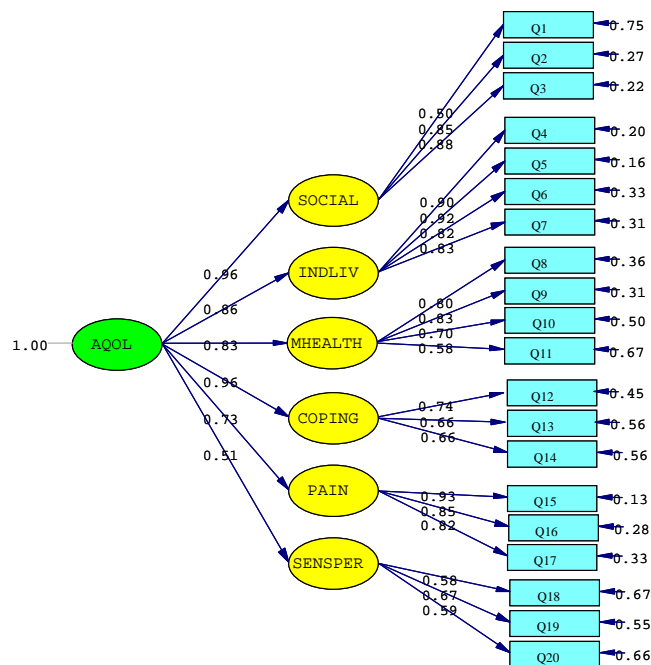 Q1
0.75
Q2
0.27
Q3
0.22
0.50
0.85
0.88
Q4
0.20
Q5
0.16
Q6
0.33
Q7
0.31
SOCIAL
0.90
0.92
0.82
0.83
INDLIV
0.96
0.86
Q8
0.36
Q9
0.31
Q10
0.50
Q11
0.67
0.80
0.83
0.70
0.58
1.00
AQOL
0.83
MHEALTH
0.96
0.73
0.51
COPING
Q12
0.45
Q13
0.56
Q14
0.56
0.74
0.66
0.66
PAIN
0.93
0.85
0.82
Q15
0.13
Q16
0.28
Q17
0.33
SENSPER
0.58
0.67
0.59
Q18
0.67
Q19
0.55
Q20
0.66